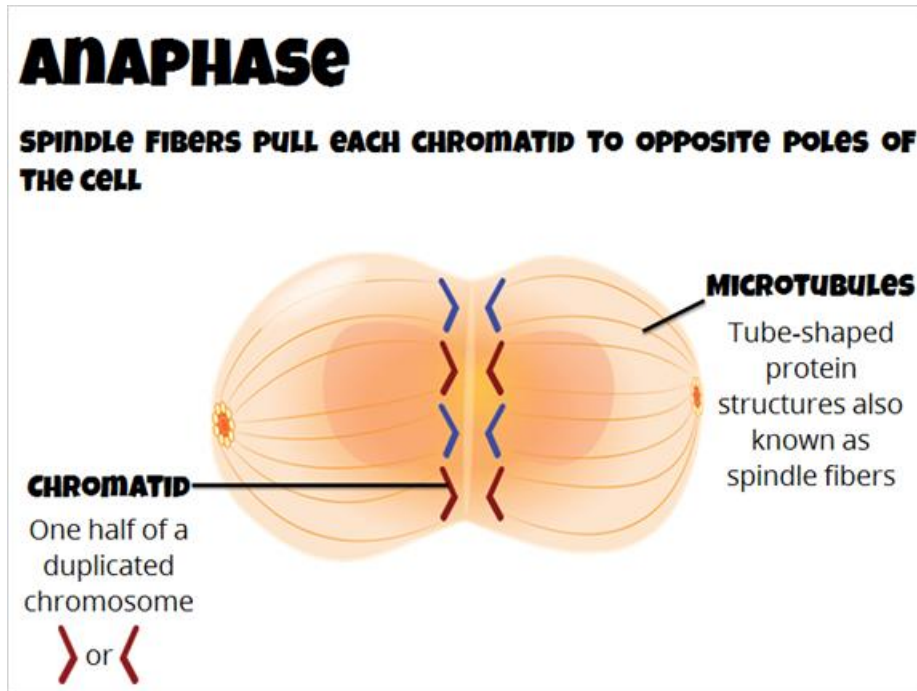 ANAPHASE
SPINDLE FIBERS PULL EACH CHROMATID TO OPPOSITE POLES OF
THE CELL
MICROTUBULES
Tube-shaped
protein
structures also
known as
spindle fibers
CHROMATID
One half of a
duplicated
chromosome
or